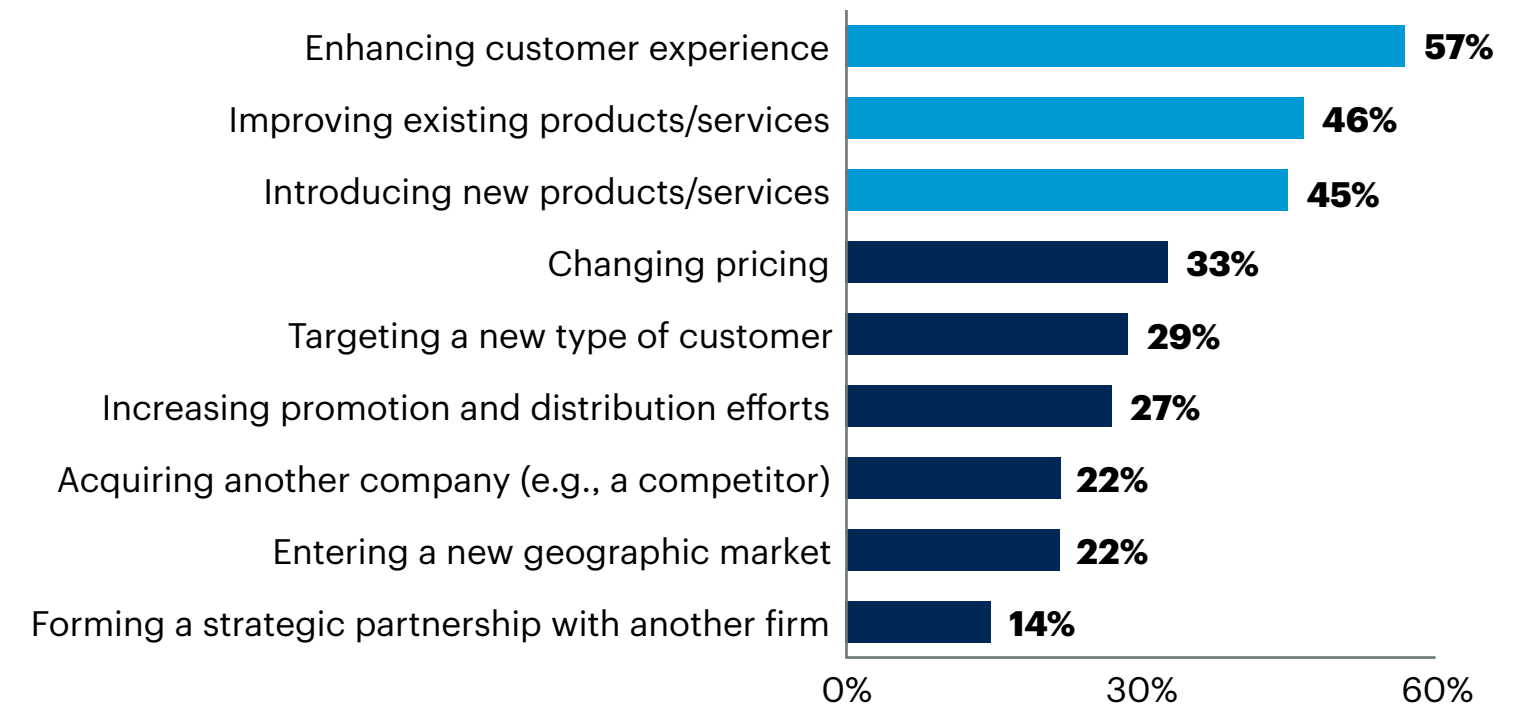 Enhancing customer experience 57%
Improving existing products/services 46%
Introducing new products/services 45%
Changing pricing 33%
Targeting a new type of customer 29%
Increasing promotion and distribution efforts 27%
Acquiring another company (e.g., a competitor) 22%
Entering a new geographic market 22%
Forming a strategic partnership with another firm 14%
0% 30% 60%